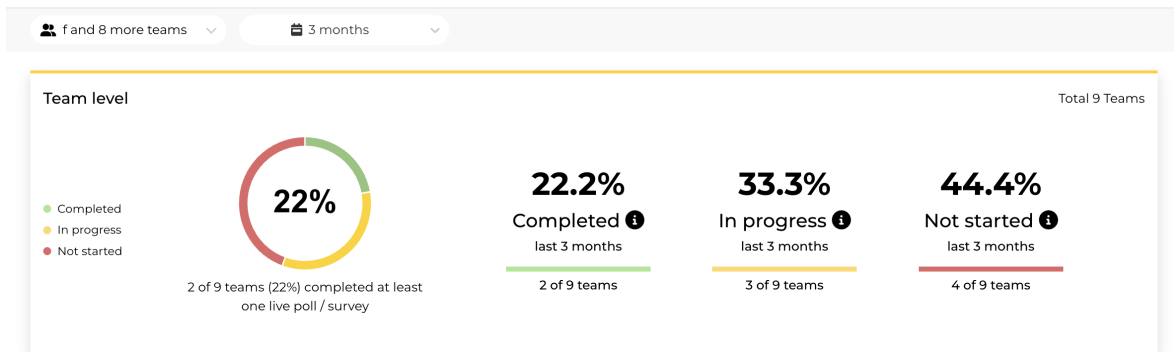 f and 8 more teams
3 months
Team level
Total 9 Teams
Completed
In progress
Not started
22%
2 of 9 teams (22%) completed at least
one live poll / survey
22.2%
Completed
last 3 months
2 of 9 teams
33.3%
In progress
last 3 months
3 of 9 teams
44.4%
Not started
last 3 months
4 of 9 teams